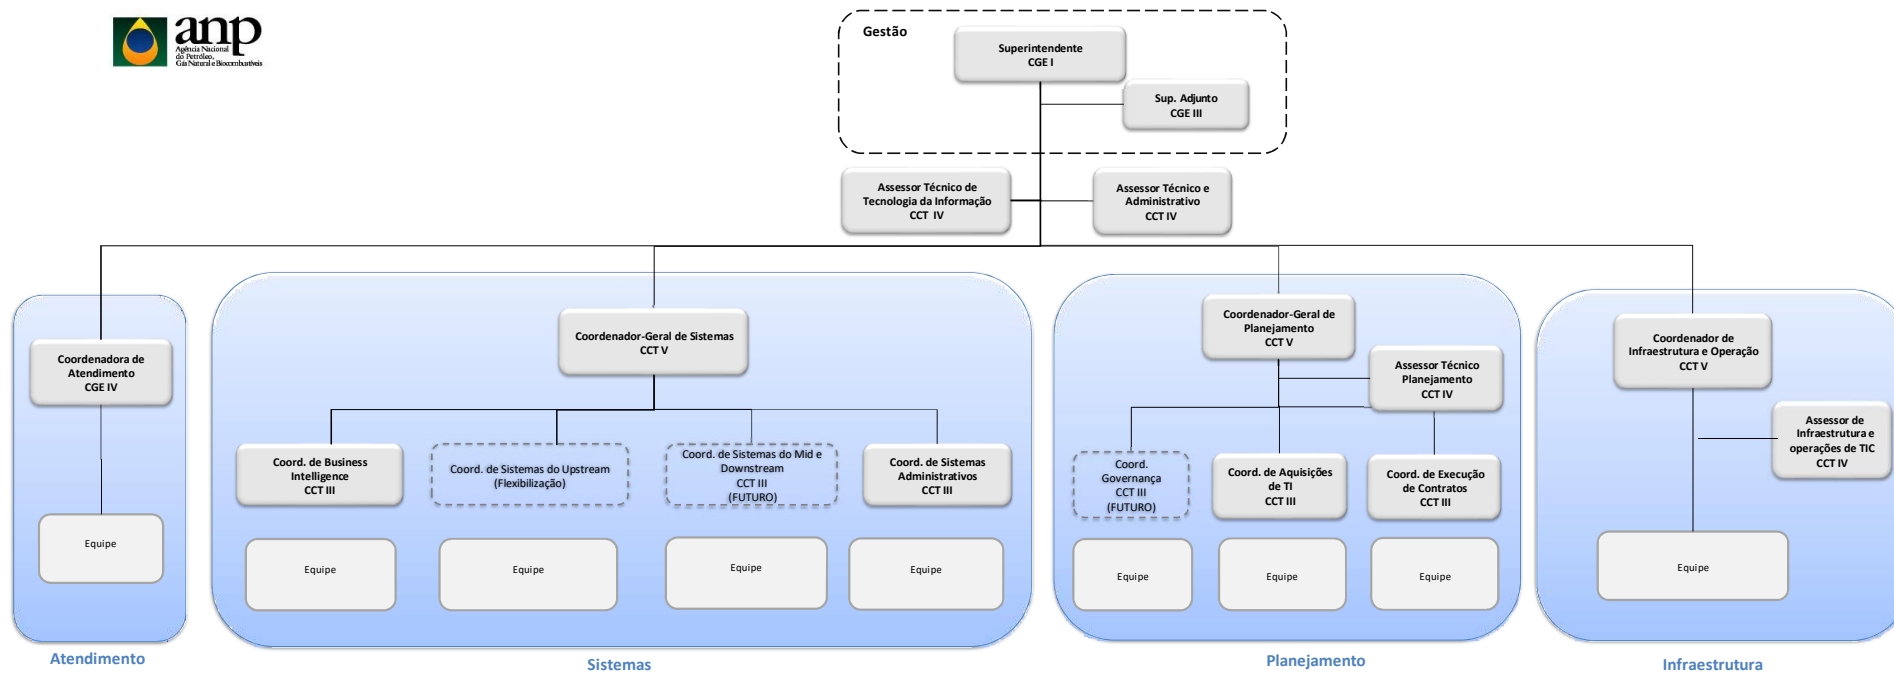 anp
Agência Nacional
do Petróleo,
Gás Natural e Biocombustíveis
Gestão
Superintendente
CGE I
Sup. Adjunto
CGE III
Assessor Técnico de
Tecnologia da Informação
CCT IV
Assessor Técnico e
Administrativo
CCT IV
Coordenadora de
Atendimento
CGE IV
Equipe
Atendimento
Coordenador-Geral de Sistemas
CCT V
Coord. de Business
Intelligence
CCT III
Coord. de Sistemas do Upstream
(Flexibilização)
Coord. de Sistemas do Mid e
Downstream
CCT III
(FUTURO)
Coord. de Sistemas
Administrativos
CCT III
Equipe
Equipe
Equipe
Equipe
Sistemas
Coordenador-Geral de
Planejamento
CCT V
Assessor Técnico
Planejamento
CCT IV
Coord.
Governança
CCT III
(FUTURO)
Coord. de Aquisições
de TI
CCT III
Coord. de Execução
de Contratos
CCT III
Equipe
Equipe
Equipe
Planejamento
Coordenador de
Infraestrutura e Operação
CCT V
Assessor de
Infraestrutura e
operações de TIC
CCT IV
Equipe
Infraestrutura